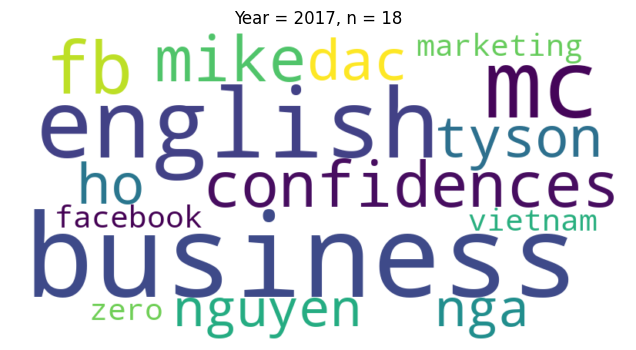 Year = 2017, n = 18
fb mike dac marketing
english mc
tyson
ho confidences
facebook vietnam
business
zero nguyen nga